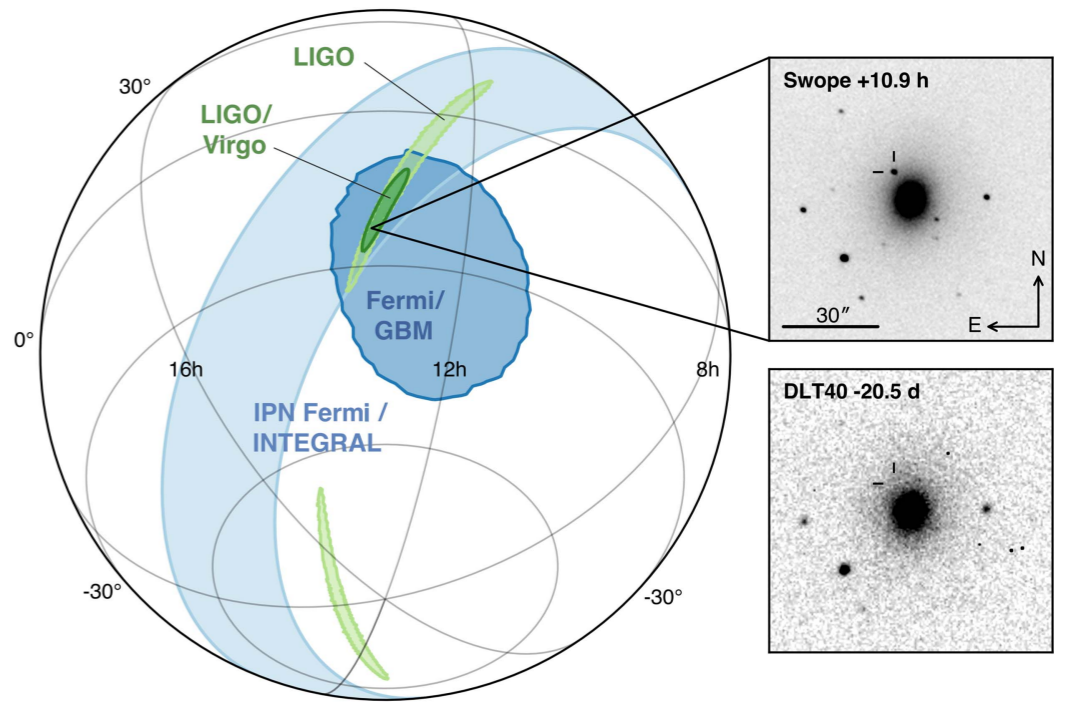 LIGO
30°
LIGO/
Virgo
0°
16h
Fermi/
GBM
12h
8h
IPN Fermi /
INTEGRAL
-30°
-30°
Swope +10.9 h
N
30″
E
DLT40 -20.5 d